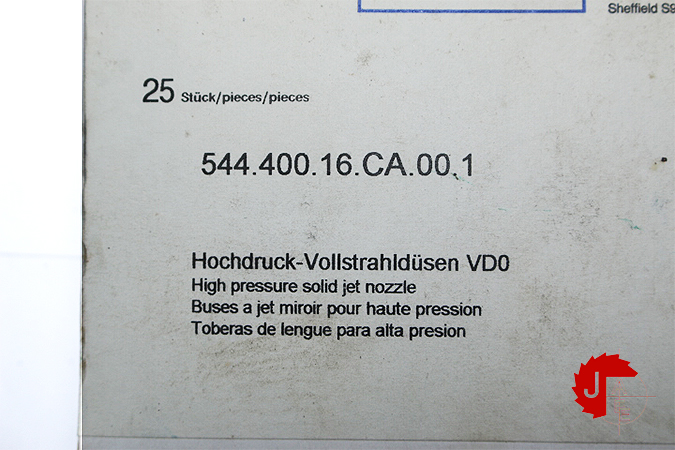 Sheffield S9
25 Stück/pieces/pieces
544.400.16.CA.00.1
Hochdruck-Vollstrahldüsen VD0
High pressure solid jet nozzle
Buses a jet miroir pour haute pression
Toberas de lengue para alta presion
J